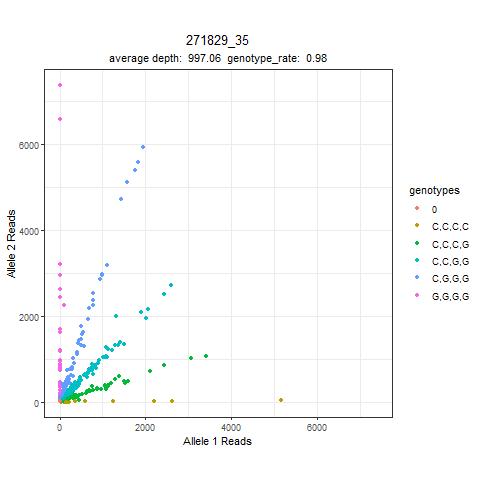 271829_35
average depth: 997.06 genotype_rate: 0.98
6000
4000
2000
0
0 2000 4000 6000
Allele 2 Reads
Allele 1 Reads
genotypes
0
C,C,C,C
C,C,C,G
C,C,G,G
C,G,G,G
G,G,G,G